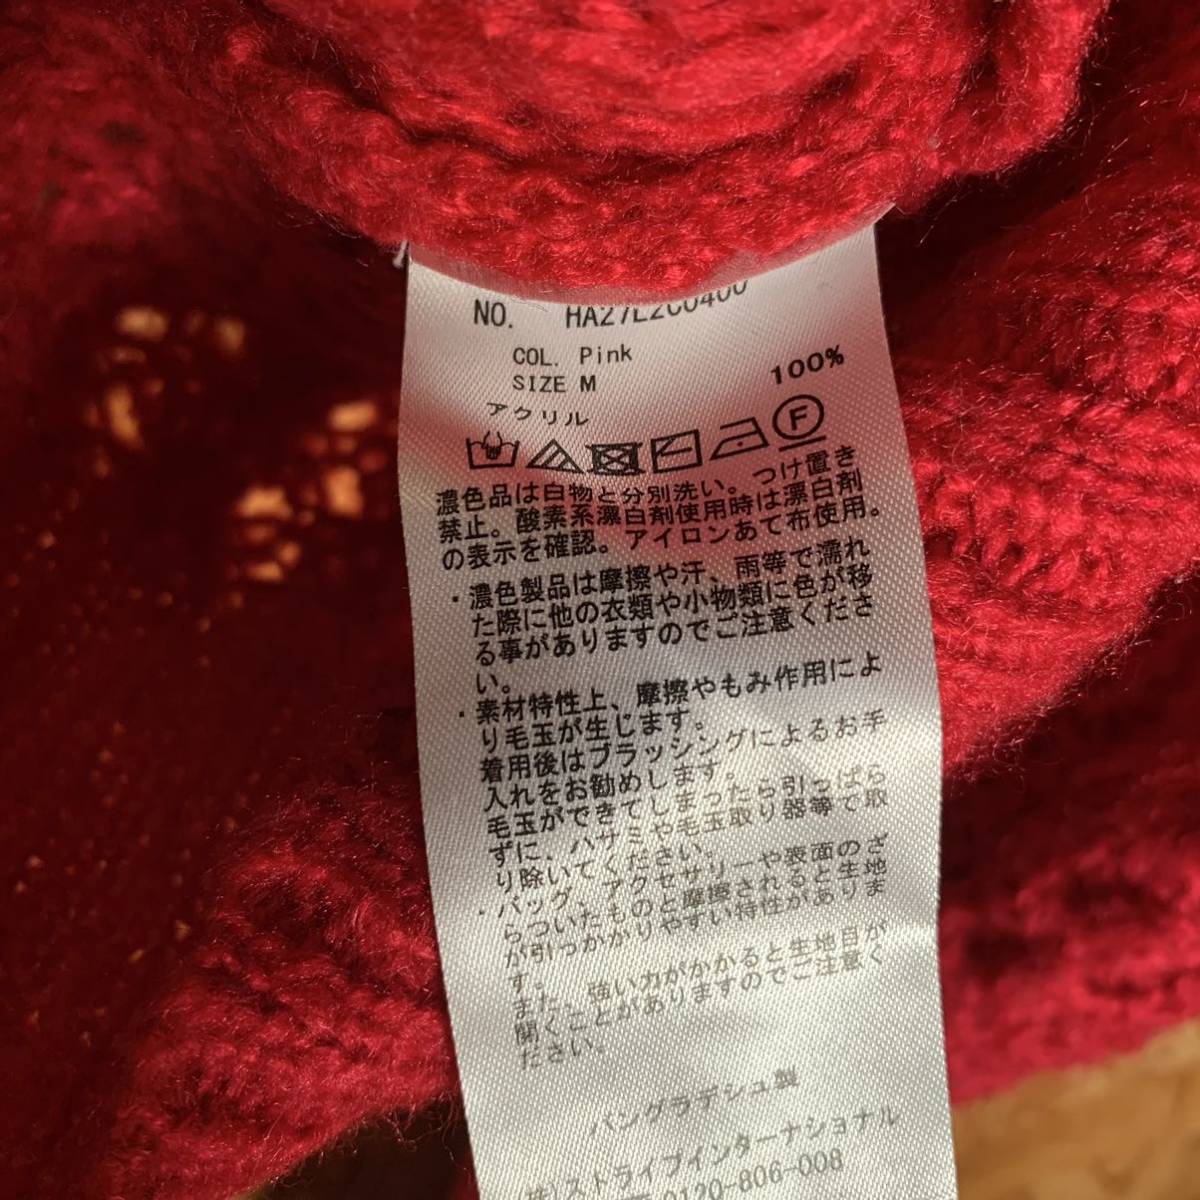 NO. HA27L2C0400
COL. Pink
SIZE M
アクリル 100%
F
濃色品は白物と分別洗い。つけ置き
禁止。酸素系漂白剤使用時は漂白剤
の表示を確認。アイロンあて布使用。
・濃色製品は摩擦や汗、雨等で濡れ
た際に他の衣類や小物類に色が移
る事がありますのでご注意くださ
い。
・素材特性上、摩擦やもみ作用によ
り毛玉が生じます。
着用後はブラッシングによるお手
入れをお勧めします。
毛玉ができてしまったら引っぱら
ずに、ハサミや毛玉取り器等で取
り除いてください。
・バッグ、アクセサリーや表面のざ
らついたものと摩擦されると生地
が引っかかりやすい特性がありま
す。
また、強い力がかかると生地目が
開くことがありますのでご注意く
ださい。
バングラデシュ製
(株)ストライプインターナショナル
0120-806-008